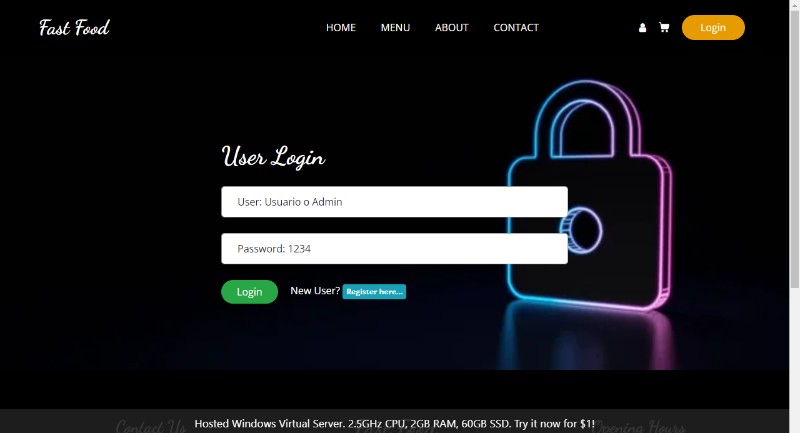 Fast Food
HOME MENU ABOUT CONTACT
Login
User Login
User: Usuario o Admin
Password: 1234
Login New User? Register here...
Contact Us
Opening Hours
Hosted Windows Virtual Server. 2.5GHz CPU, 2GB RAM, 60GB SSD. Try it now for $1!